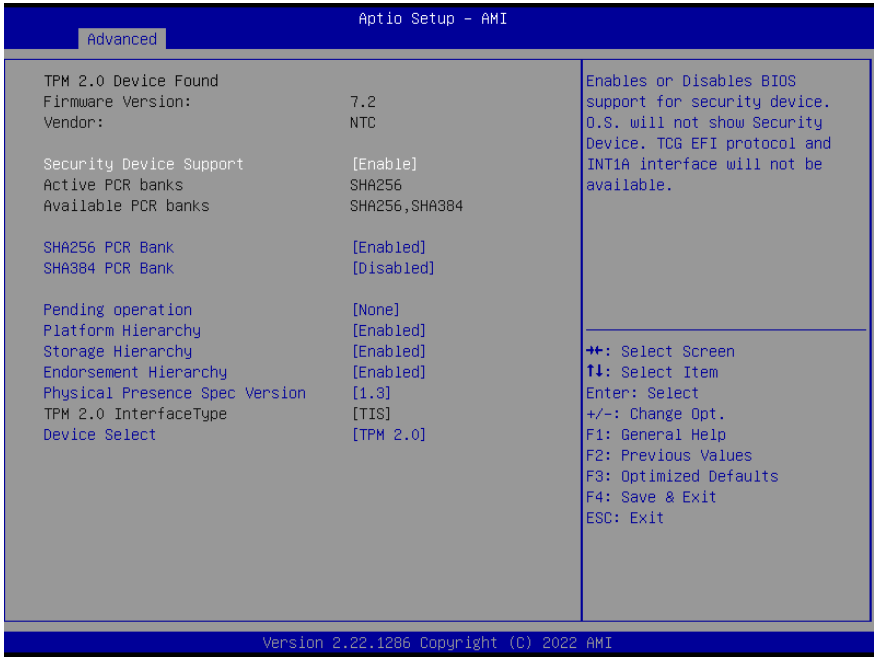 Aptio Setup – AMI
Advanced
TPM 2.0 Device Found
Firmware Version: 7.2
Vendor: NTC
Security Device Support [Enable]
Active PCR banks SHA256
Available PCR banks SHA256,SHA384
SHA256 PCR Bank [Enabled]
SHA384 PCR Bank [Disabled]
Pending operation [None]
Platform Hierarchy [Enabled]
Storage Hierarchy [Enabled]
Endorsement Hierarchy [Enabled]
Physical Presence Spec Version [1.3]
TPM 2.0 InterfaceType [TIS]
Device Select [TPM 2.0]
Enables or Disables BIOS
support for security device.
O.S. will not show Security
Device. TCG EFI protocol and
INT1A interface will not be
available.
→←: Select Screen
↑↓: Select Item
Enter: Select
+/-: Change Opt.
F1: General Help
F2: Previous Values
F3: Optimized Defaults
F4: Save & Exit
ESC: Exit
Version 2.22.1286 Copyright (C) 2022 AMI